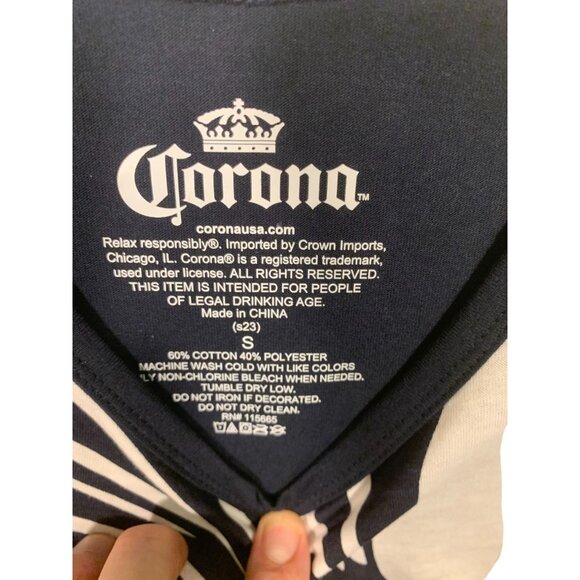 Corona™
coronausa.com
Relax responsibly®. Imported by Crown Imports,
Chicago, IL. Corona® is a registered trademark,
used under license. ALL RIGHTS RESERVED.
THIS ITEM IS INTENDED FOR PEOPLE
OF LEGAL DRINKING AGE.
Made in CHINA
(s23)
S
60% COTTON 40% POLYESTER
MACHINE WASH COLD WITH LIKE COLORS
NON-CHLORINE BLEACH WHEN NEEDED.
TUMBLE DRY LOW.
DO NOT IRON IF DECORATED.
DO NOT DRY CLEAN.
RN# 115665